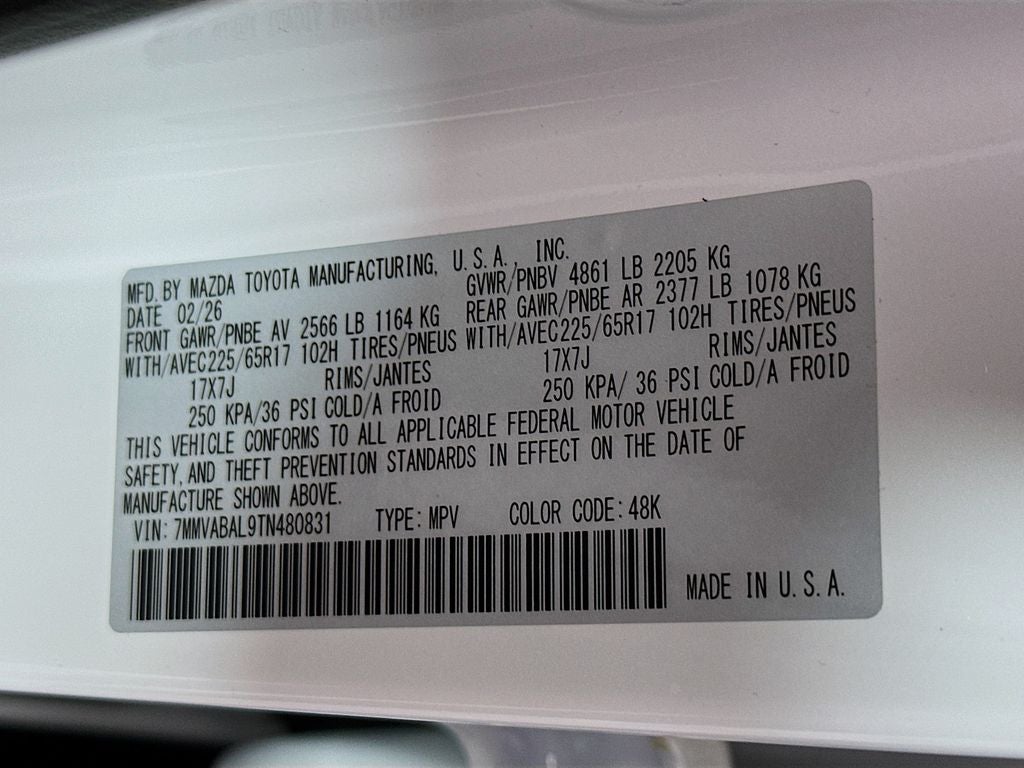 MFD. BY MAZDA TOYOTA MANUFACTURING, U.S.A., INC.
DATE 02/26 GVWR/PNBV 4861 LB 2205 KG
FRONT GAWR/PNBE AV 2566 LB 1164 KG REAR GAWR/PNBE AR 2377 LB 1078 KG
WITH/AVEC225/65R17 102H TIRES/PNEUS WITH/AVEC225/65R17 102H TIRES/PNEUS
17X7J RIMS/JANTES 17X7J RIMS/JANTES
250 KPA/36 PSI COLD/A FROID 250 KPA/ 36 PSI COLD/A FROID
THIS VEHICLE CONFORMS TO ALL APPLICABLE FEDERAL MOTOR VEHICLE
SAFETY, AND THEFT PREVENTION STANDARDS IN EFFECT ON THE DATE OF
MANUFACTURE SHOWN ABOVE.
VIN: 7MMVABAL9TN480831 TYPE: MPV COLOR CODE: 48K
MADE IN U.S.A.